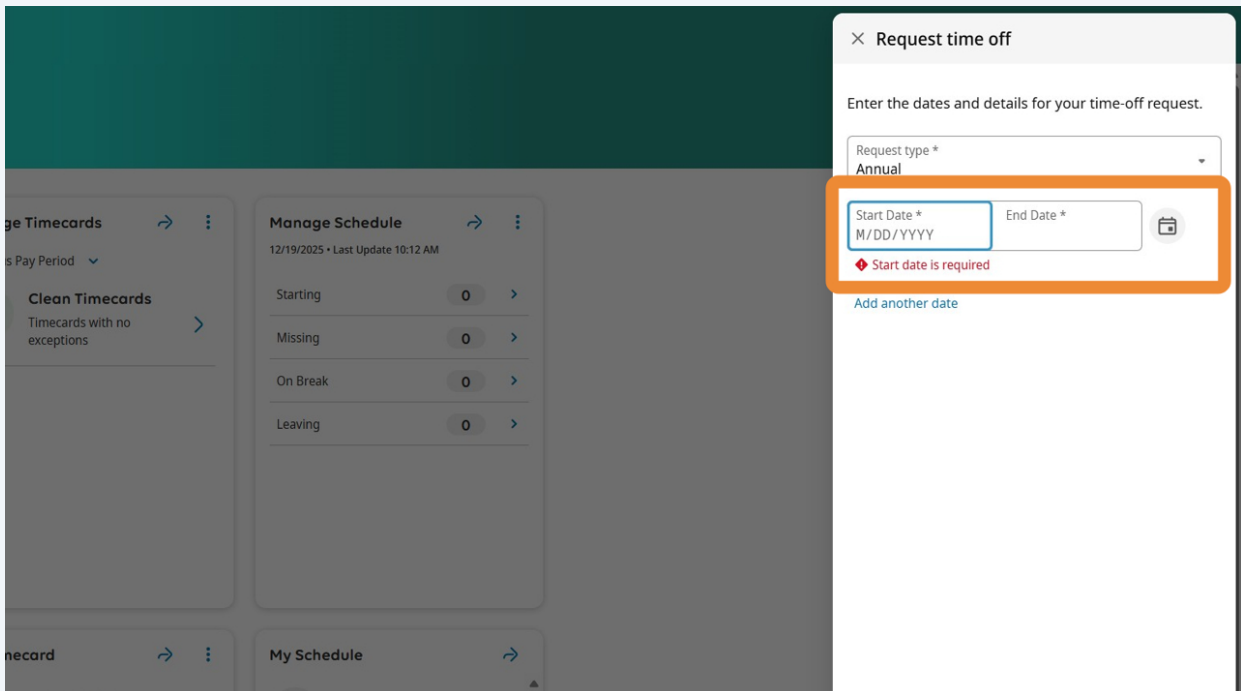 Request time off
Enter the dates and details for your time-off request.
Request type *
Annual
Start Date *
End Date *
M/DD/YYYY
Start date is required
Add another date
ge Timecards
s Pay Period
Clean Timecards
Timecards with no
exceptions
Manage Schedule
12/19/2025 • Last Update 10:12 AM
Starting 0
Missing 0
On Break 0
Leaving 0
mecard
My Schedule